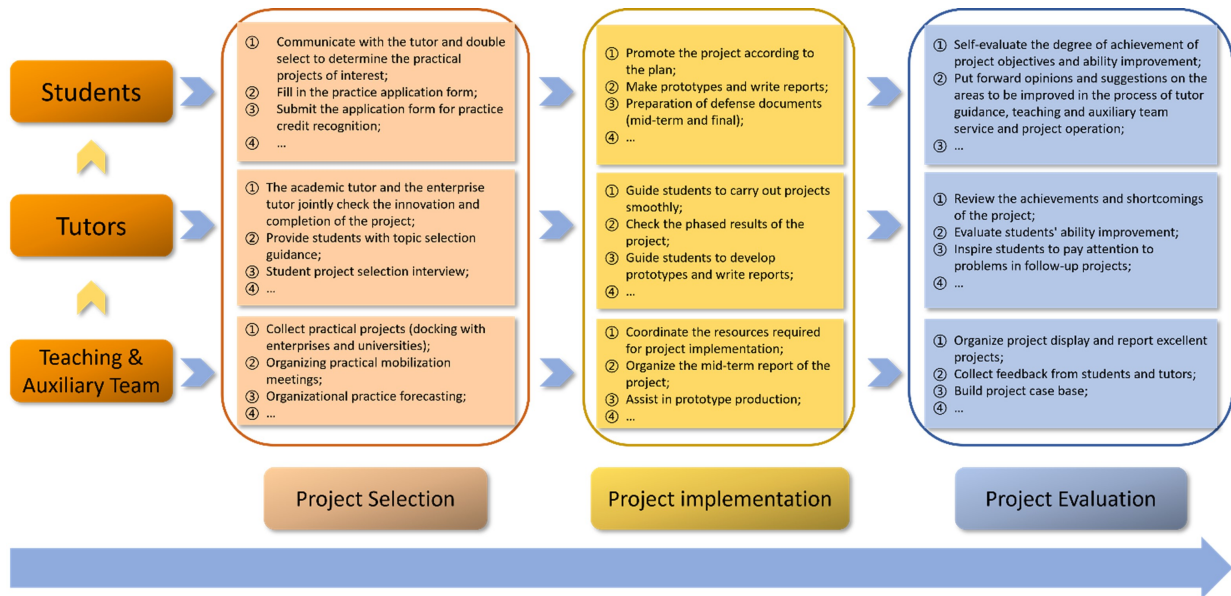 Students
① Communicate with the tutor and double
select to determine the practical
projects of interest;
② Fill in the practice application form;
③ Submit the application form for practice
credit recognition;
④ ...
① Promote the project according to
the plan;
② Make prototypes and write reports;
③ Preparation of defense documents
(mid-term and final);
④ ...
① Self-evaluate the degree of achievement of
project objectives and ability improvement;
② Put forward opinions and suggestions on the
areas to be improved in the process of tutor
guidance, teaching and auxiliary team
service and project operation;
③ ...
Tutors
① The academic tutor and the enterprise
tutor jointly check the innovation and
completion of the project;
② Provide students with topic selection
guidance;
③ Student project selection interview;
④ ...
① Guide students to carry out projects
smoothly;
② Check the phased results of the
project;
③ Guide students to develop
prototypes and write reports;
④ ...
① Review the achievements and shortcomings
of the project;
② Evaluate students' ability improvement;
③ Inspire students to pay attention to
problems in follow-up projects;
④ ...
Teaching &
Auxiliary Team
① Collect practical projects (docking with
enterprises and universities);
② Organizing practical mobilization
meetings;
③ Organizational practice forecasting;
④ ...
① Coordinate the resources required
for project implementation;
② Organize the mid-term report of the
project;
③ Assist in prototype production;
④ ...
① Organize project display and report excellent
projects;
② Collect feedback from students and tutors;
③ Build project case base;
④ ...
Project Selection
Project implementation
Project Evaluation